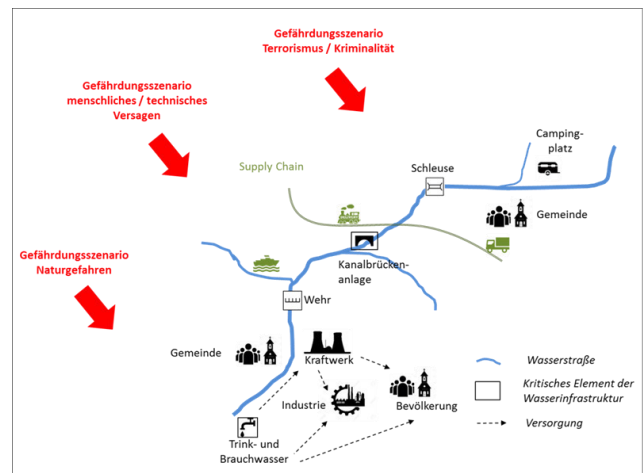 Gefährdungsszenario
Terrorismus / Kriminalität
Gefährdungsszenario
menschliches / technisches
Versagen
Camping-
platz
Supply Chain
Schleuse
Gemeinde
Gefährdungsszenario
Naturgefahren
Kanalbrücken-
anlage
Wehr
Gemeinde
Kraftwerk
Wasserstraße
Industrie
Bevölkerung
Kritisches Element der
Wasserinfrastruktur
Trink- und
Brauchwasser
Versorgung